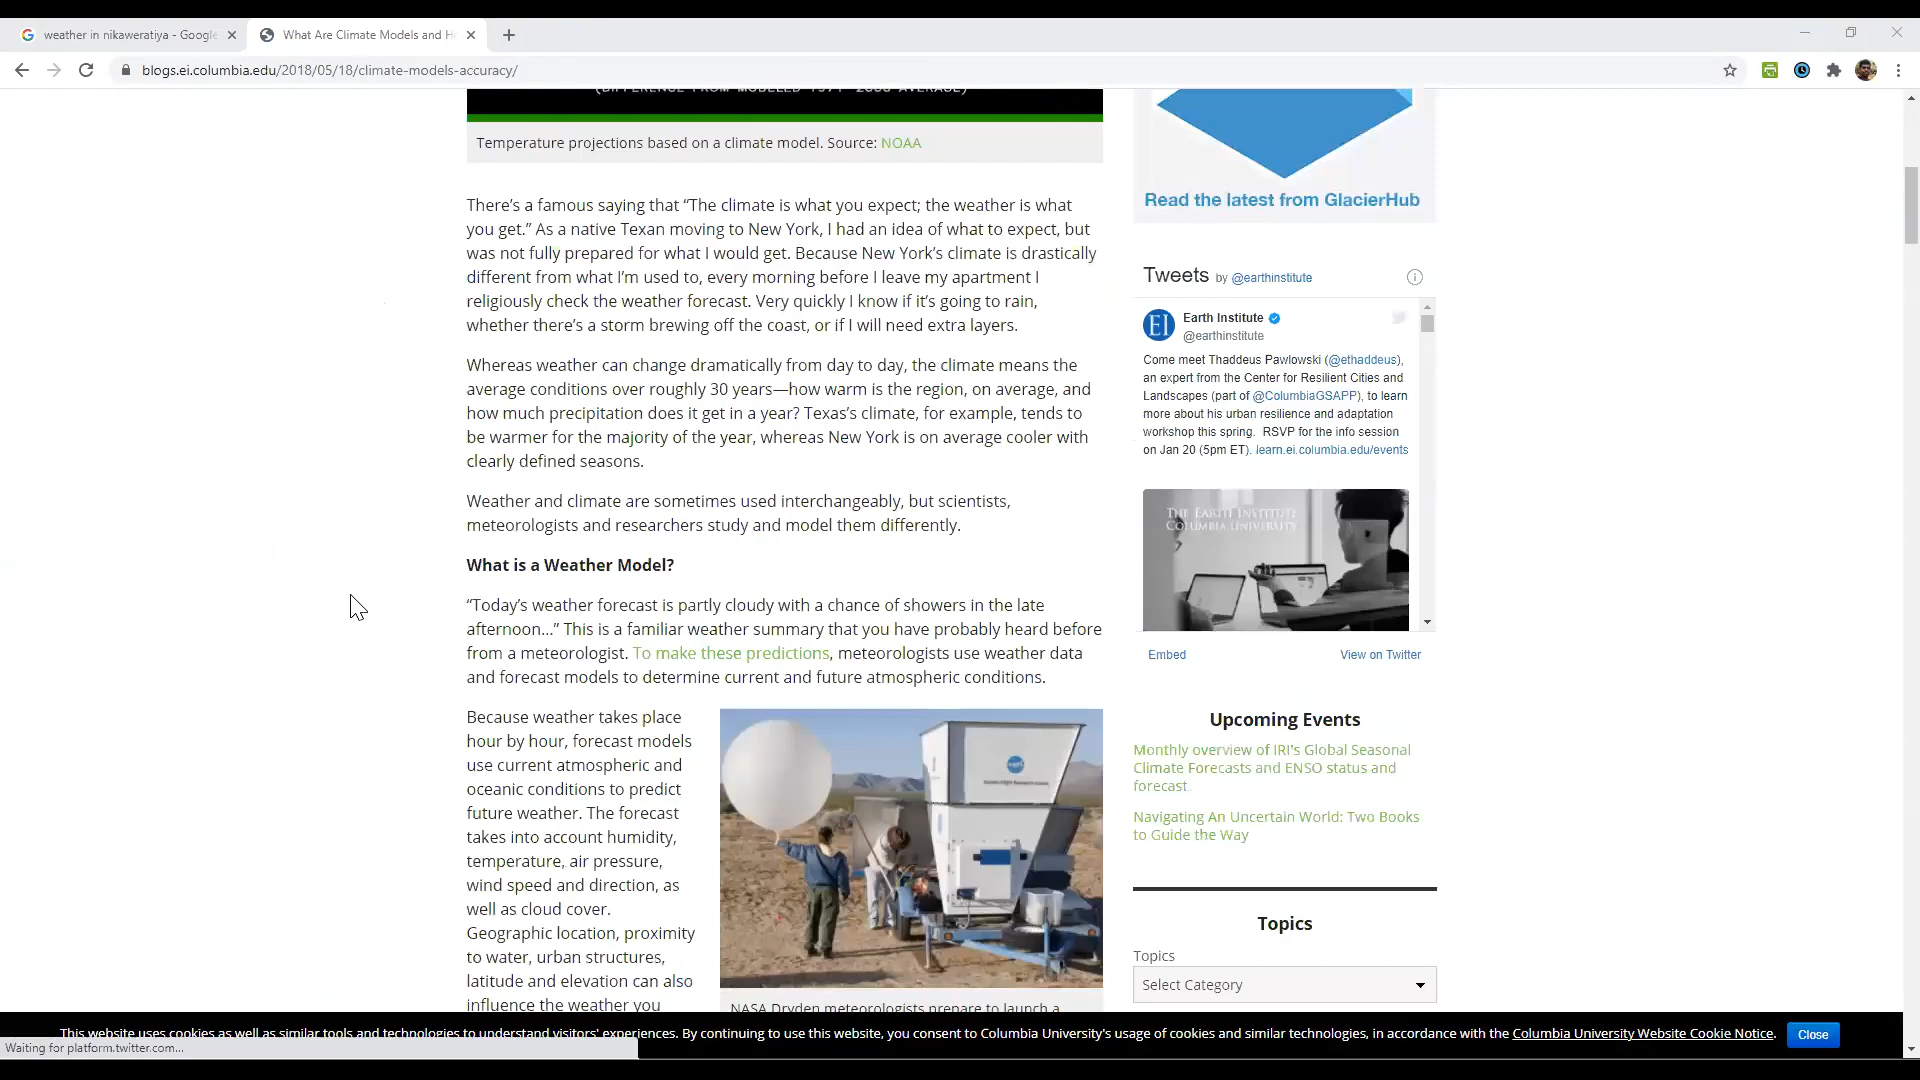 weather in nikaweratiya - Google
What Are Climate Models and H
blogs.ei.columbia.edu/2018/05/18/climate-models-accuracy/
Temperature projections based on a climate model. Source: NOAA
There’s a famous saying that “The climate is what you expect; the weather is what
you get.” As a native Texan moving to New York, I had an idea of what to expect, but
was not fully prepared for what I would get. Because New York’s climate is drastically
different from what I’m used to, every morning before I leave my apartment I
religiously check the weather forecast. Very quickly I know if it’s going to rain,
whether there’s a storm brewing off the coast, or if I will need extra layers.
Whereas weather can change dramatically from day to day, the climate means the
average conditions over roughly 30 years—how warm is the region, on average, and
how much precipitation does it get in a year? Texas’s climate, for example, tends to
be warmer for the majority of the year, whereas New York is on average cooler with
clearly defined seasons.
Weather and climate are sometimes used interchangeably, but scientists,
meteorologists and researchers study and model them differently.
What is a Weather Model?
“Today’s weather forecast is partly cloudy with a chance of showers in the late
afternoon…” This is a familiar weather summary that you have probably heard before
from a meteorologist. To make these predictions, meteorologists use weather data
and forecast models to determine current and future atmospheric conditions.
Because weather takes place
hour by hour, forecast models
use current atmospheric and
oceanic conditions to predict
future weather. The forecast
takes into account humidity,
temperature, air pressure,
wind speed and direction, as
well as cloud cover.
Geographic location, proximity
to water, urban structures,
latitude and elevation can also
influence the weather you
NASA Dryden meteorologists prepare to launch a
Read the latest from GlacierHub
Tweets by @earthinstitute
Earth Institute
@earthinstitute
Come meet Thaddeus Pawlowski (@ethaddeus),
an expert from the Center for Resilient Cities and
Landscapes (part of @ColumbiaGSAPP), to learn
more about his urban resilience and adaptation
workshop this spring. RSVP for the info session
on Jan 20 (5pm ET). learn.ei.columbia.edu/events
THE EARTH INSTITUTE
COLUMBIA UNIVERSITY
Embed
View on Twitter
Upcoming Events
Monthly overview of IRI's Global Seasonal
Climate Forecasts and ENSO status and
forecast
Navigating An Uncertain World: Two Books
to Guide the Way
Topics
Topics
Select Category
This website uses cookies as well as similar tools and technologies to understand visitors' experiences. By continuing to use this website, you consent to Columbia University's usage of cookies and similar technologies, in accordance with the Columbia University Website Cookie Notice.
Close
Waiting for platform.twitter.com...